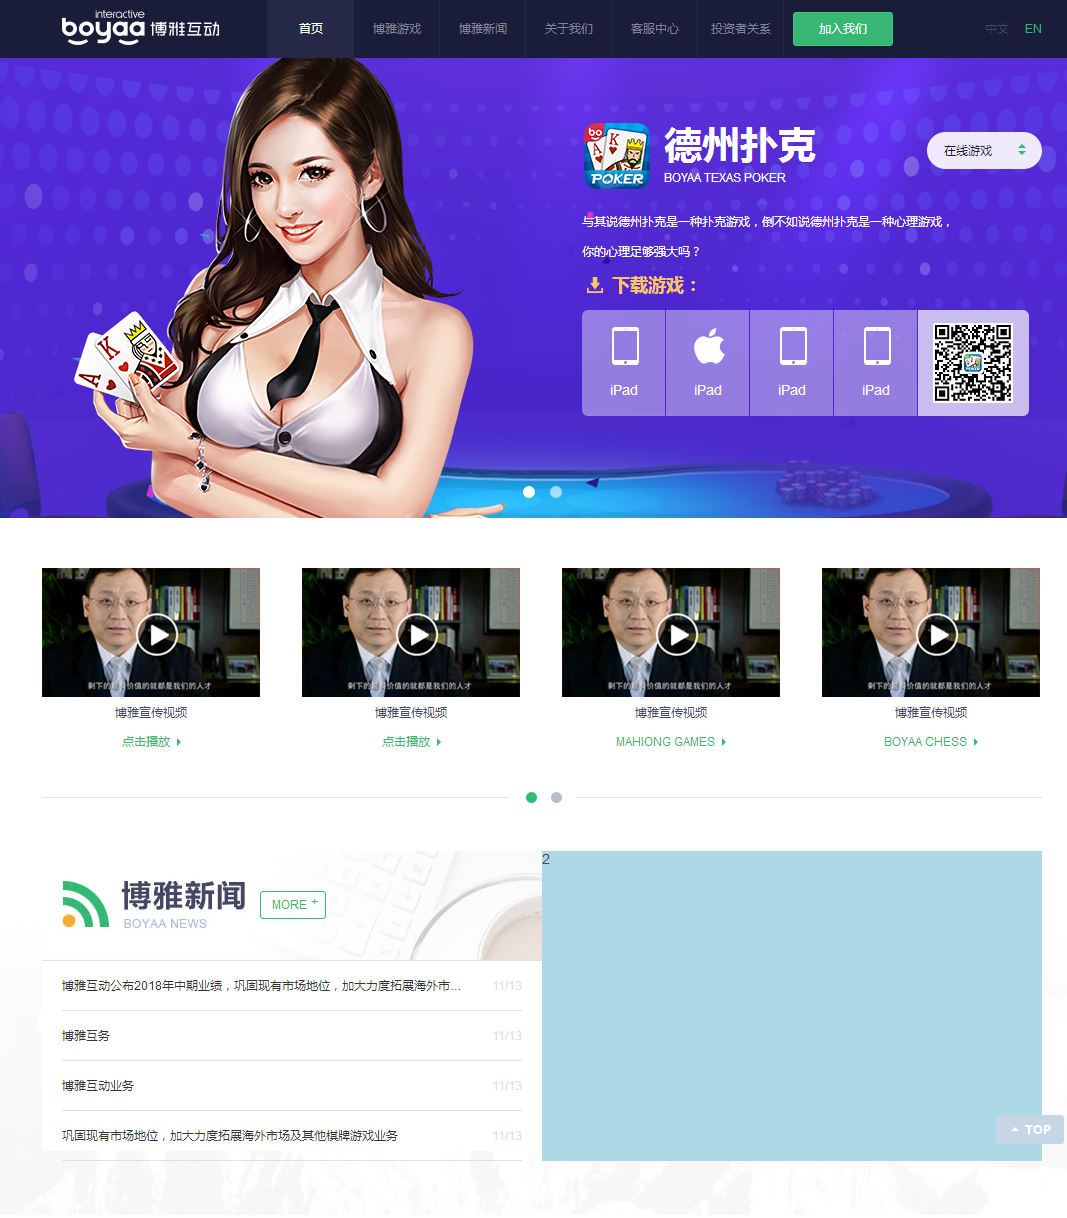 interactive
boyaa 博雅互动
首页
博雅游戏
博雅新闻
关于我们
客服中心
投资者关系
加入我们
中文
EN
德州扑克
BOYAA TEXAS POKER
在线游戏
bo
A
K
POKER
与其说德州扑克是一种扑克游戏，倒不如说德州扑克是一种心理游戏，
你的心理足够强大吗？
下载游戏：
iPad
iPad
iPad
iPad
K
A
剩下的最有价值的就都是我们的人才
剩下的最有价值的就都是我们的人才
剩下的最有价值的就都是我们的人才
剩下的最有价值的就都是我们的人才
博雅宣传视频
博雅宣传视频
博雅宣传视频
博雅宣传视频
点击播放
点击播放
MAHIONG GAMES
BOYAA CHESS
博雅新闻
BOYAA NEWS
MORE +
2
博雅互动公布2018年中期业绩，巩固现有市场地位，加大力度拓展海外市...
11/13
博雅互务
11/13
博雅互动业务
11/13
巩固现有市场地位，加大力度拓展海外市场及其他棋牌游戏业务
11/13
TOP